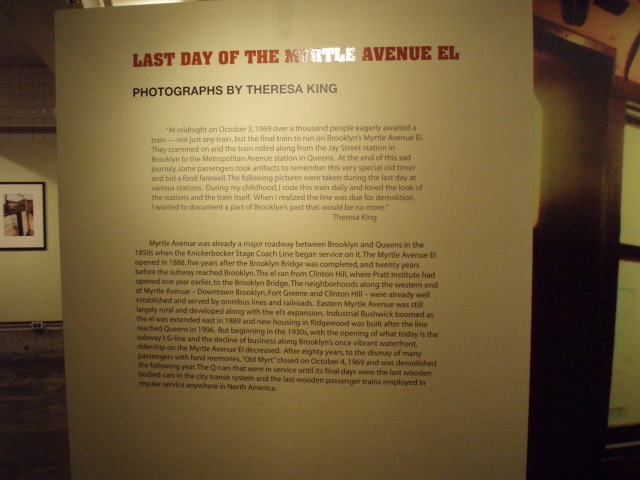 LAST DAY OF THE MYRTLE AVENUE EL
PHOTOGRAPHS BY THERESA KING
"At midnight on October 3, 1969 over a thousand people eagerly awaited a
train — not just any train, but the final train to run on Brooklyn's Myrtle Avenue El.
They crammed on and the train rolled along from the Jay Street station in
Brooklyn to the Metropolitan Avenue station in Queens. At the end of this sad
journey, some passengers took artifacts to remember this very special old timer
and bid a fond farewell. The following pictures were taken during the last day at
various stations. During my childhood, I rode this train daily and loved the look of
the stations and the train itself. When I realized the line was due for demolition,
I wanted to document a part of Brooklyn's past that would be no more."
Theresa King
Myrtle Avenue was already a major roadway between Brooklyn and Queens in the
1850s when the Knickerbocker Stage Coach Line began service on it. The Myrtle Avenue El
opened in 1888, five years after the Brooklyn Bridge was completed, and twenty years
before the subway reached Brooklyn. The el ran from Clinton Hill, where Pratt Institute had
opened one year earlier, to the Brooklyn Bridge. The neighborhoods along the western end
of Myrtle Avenue – Downtown Brooklyn, Fort Greene and Clinton Hill – were already well
established and served by omnibus lines and railroads. Eastern Myrtle Avenue was still
largely rural and developed along with the el's expansion. Industrial Bushwick boomed as
the el was extended east in 1889 and new housing in Ridgewood was built after the line
reached Queens in 1906. But beginning in the 1930s, with the opening of what today is the
subway's G-line and the decline of business along Brooklyn's once vibrant waterfront,
ridership on the Myrtle Avenue El decreased. After eighty years, to the dismay of many
passengers with fond memories, "Old Myrt" closed on October 4, 1969 and was demolished
the following year. The Q-cars that were in service until its final days were the last wooden
bodied cars in the city transit system and the last wooden passenger trains employed in
regular service anywhere in North America.